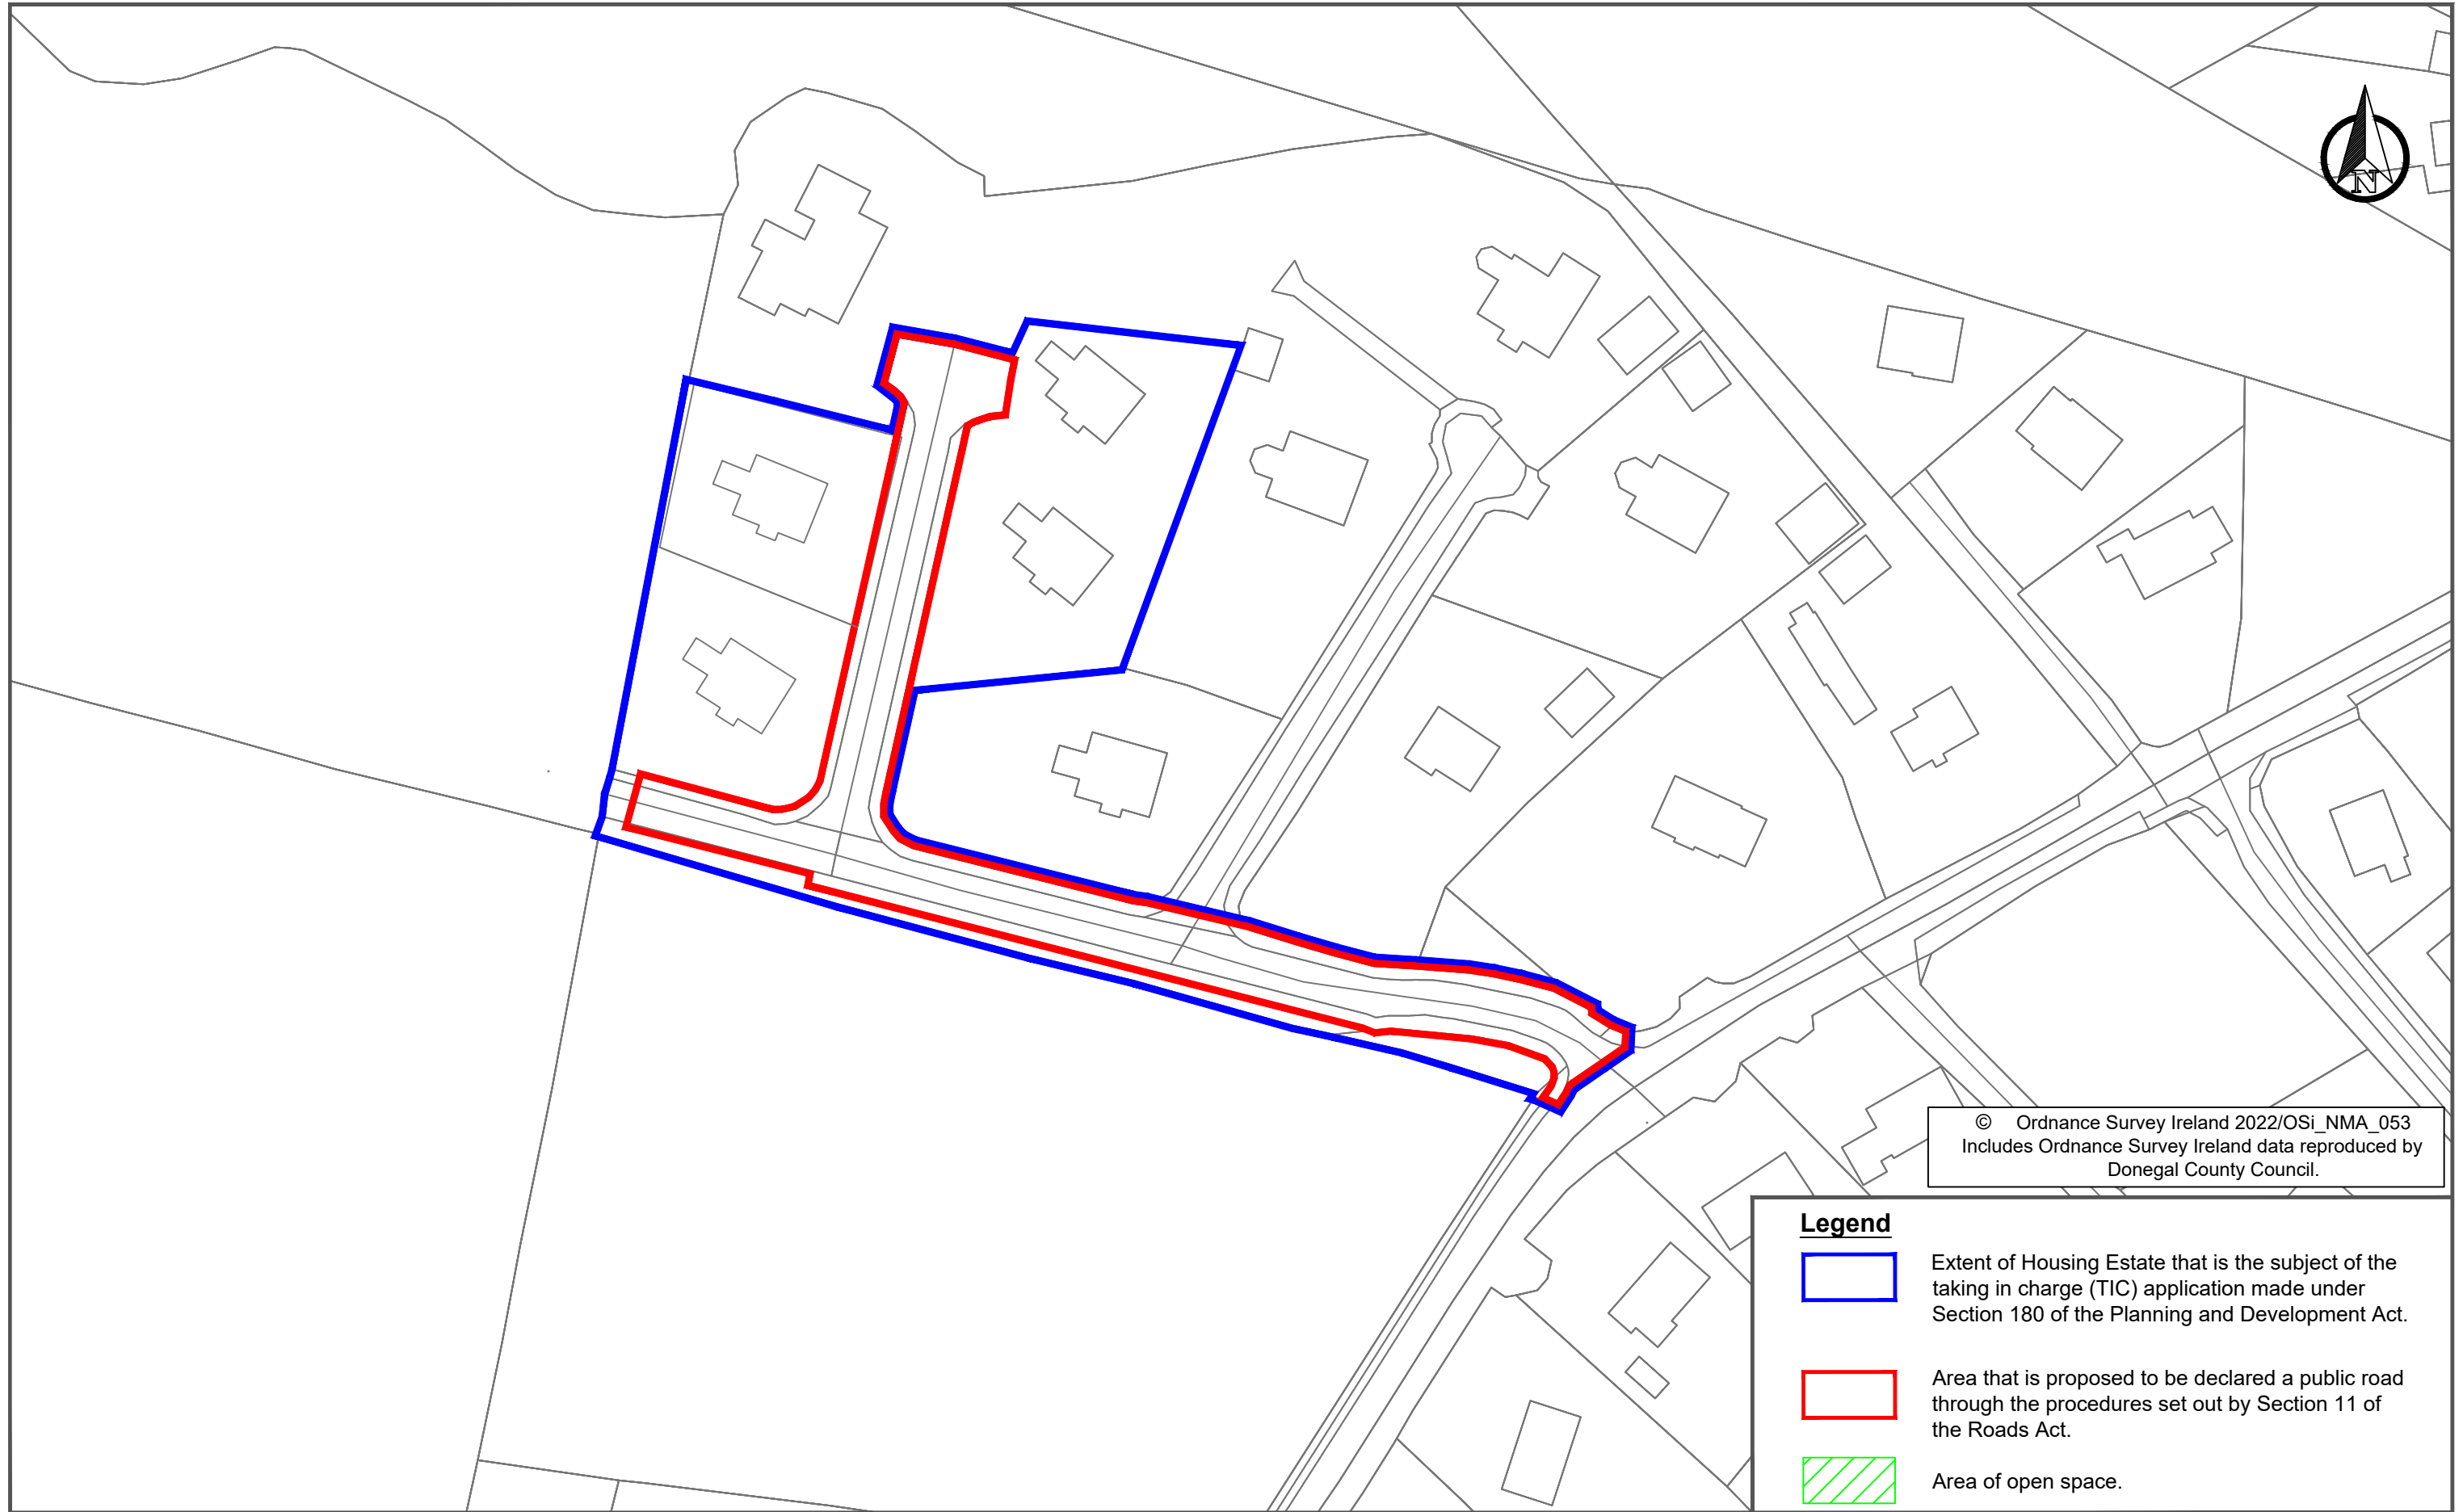 N
© Ordnance Survey Ireland 2022/OSi_NMA_053
Includes Ordnance Survey Ireland data reproduced by
Donegal County Council.
Legend
Extent of Housing Estate that is the subject of the
taking in charge (TIC) application made under
Section 180 of the Planning and Development Act.
Area that is proposed to be declared a public road
through the procedures set out by Section 11 of
the Roads Act.
Area of open space.